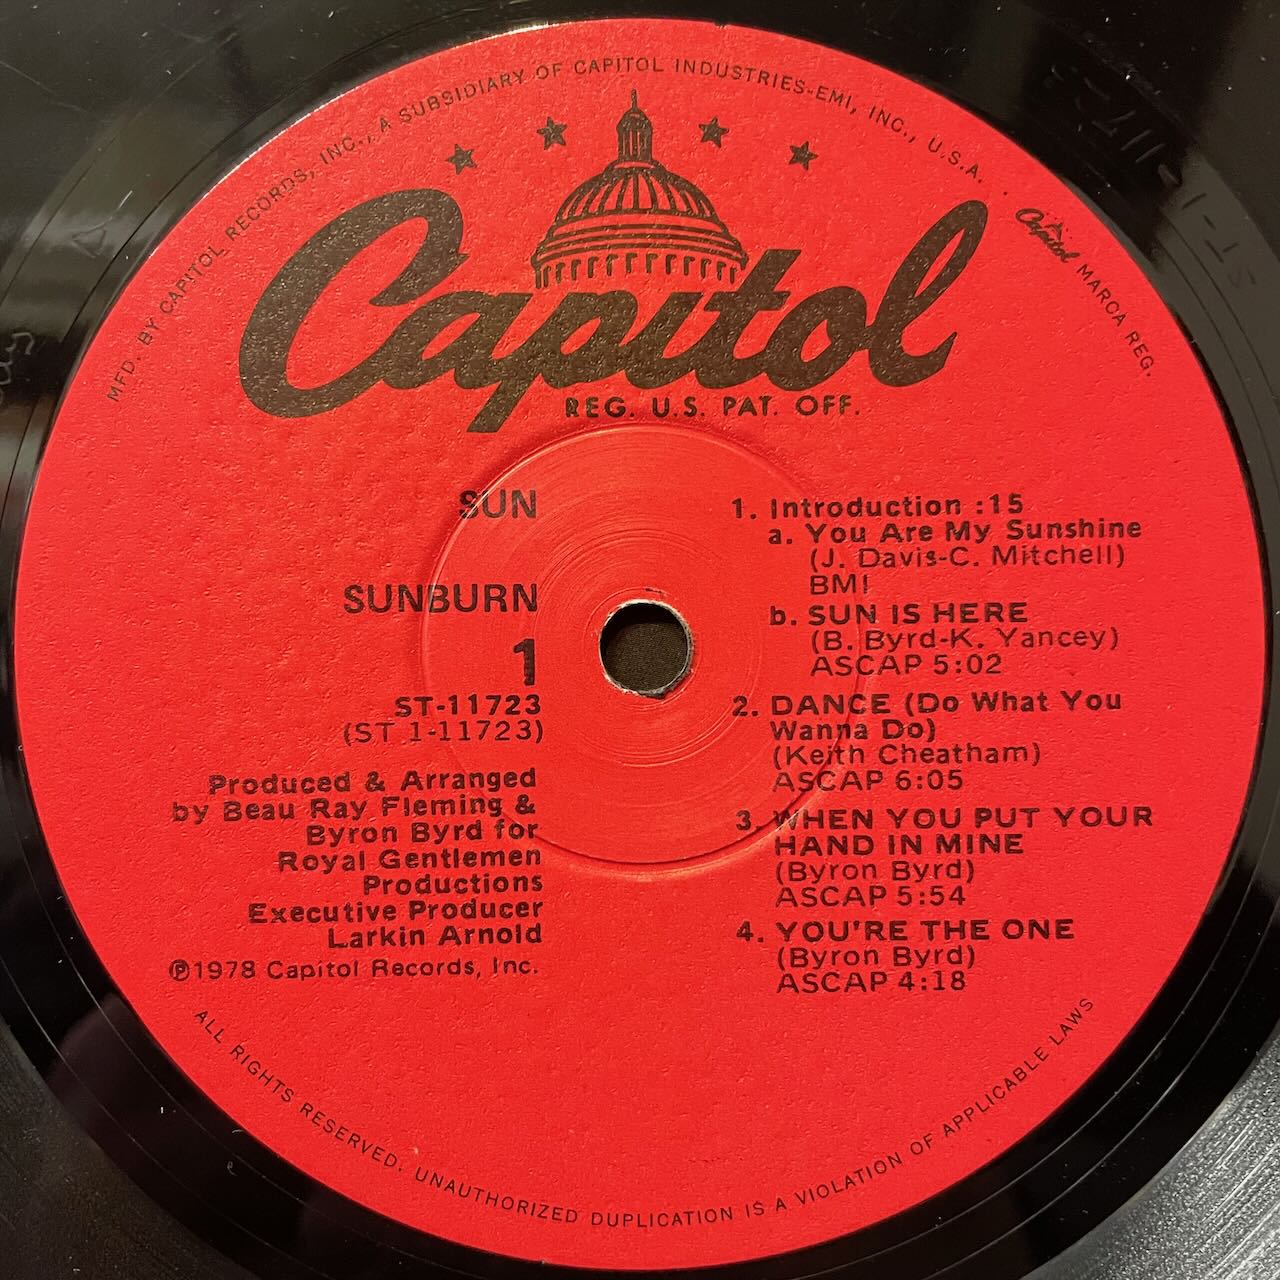 MFD. BY CAPITOL RECORDS, INC., A SUBSIDIARY OF CAPITOL INDUSTRIES-EMI, INC., U.S.A. . Capitol MARCA REG.
Capitol
REG. U.S. PAT. OFF.
SUN
SUNBURN
1
ST-11723
(ST 1-11723)
Produced & Arranged
by Beau Ray Fleming &
Byron Byrd for
Royal Gentlemen
Productions
Executive Producer
Larkin Arnold
℗1978 Capitol Records, Inc.
1. Introduction :15
a. You Are My Sunshine
(J. Davis-C. Mitchell)
BMI
b. SUN IS HERE
(B. Byrd-K. Yancey)
ASCAP 5:02
2. DANCE (Do What You
Wanna Do)
(Keith Cheatham)
ASCAP 6:05
3. WHEN YOU PUT YOUR
HAND IN MINE
(Byron Byrd)
ASCAP 5:54
4. YOU'RE THE ONE
(Byron Byrd)
ASCAP 4:18
ALL RIGHTS RESERVED. UNAUTHORIZED DUPLICATION IS A VIOLATION OF APPLICABLE LAWS